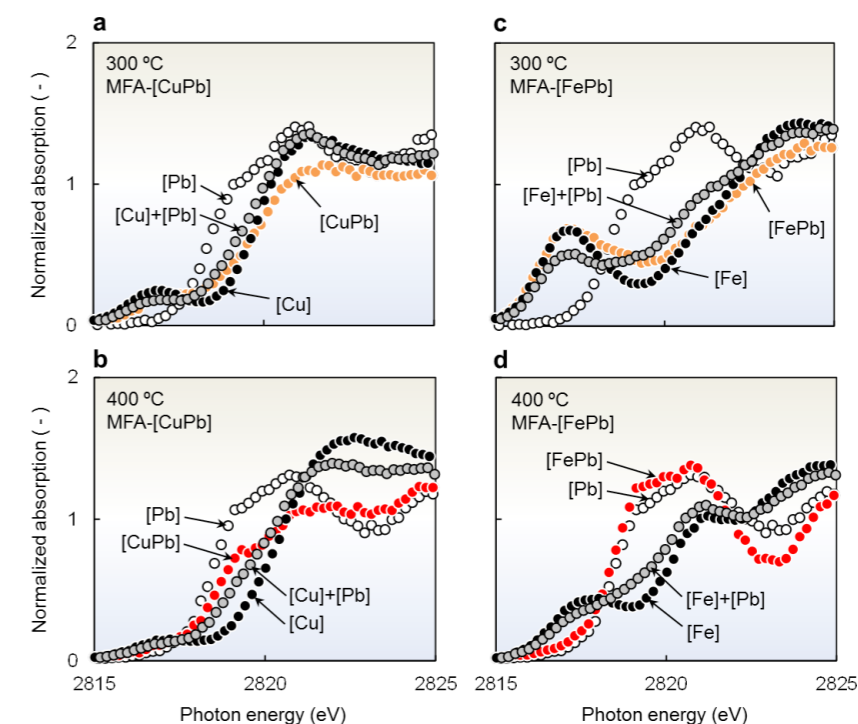 a
2
300 ºC
MFA-[CuPb]
1
0
Normalized absorption ( - )
[Pb]
[Cu]+[Pb]
[CuPb]
[Cu]
c
300 ºC
MFA-[FePb]
[Pb]
[Fe]+[Pb]
[FePb]
[Fe]
b
2
400 ºC
MFA-[CuPb]
1
0
Normalized absorption ( - )
[Pb]
[CuPb]
[Cu]+[Pb]
[Cu]
2815
2820
2825
Photon energy (eV)
d
400 ºC
MFA-[FePb]
[FePb]
[Pb]
[Fe]+[Pb]
[Fe]
2815
2820
2825
Photon energy (eV)